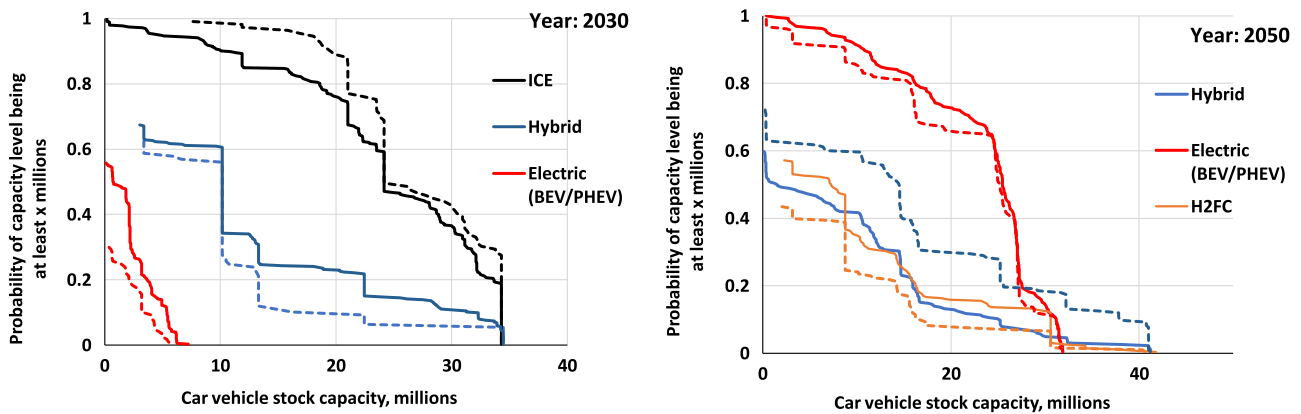 Year: 2030
Probability of capacity level being
at least x millions
1
0.8
0.6
0.4
0.2
0
0
10
20
30
40
Car vehicle stock capacity, millions
ICE
Hybrid
Electric
(BEV/PHEV)
Year: 2050
Probability of capacity level being
at least x millions
1
0.8
0.6
0.4
0.2
0
0
20
40
Car vehicle stock capacity, millions
Hybrid
Electric
(BEV/PHEV)
H2FC